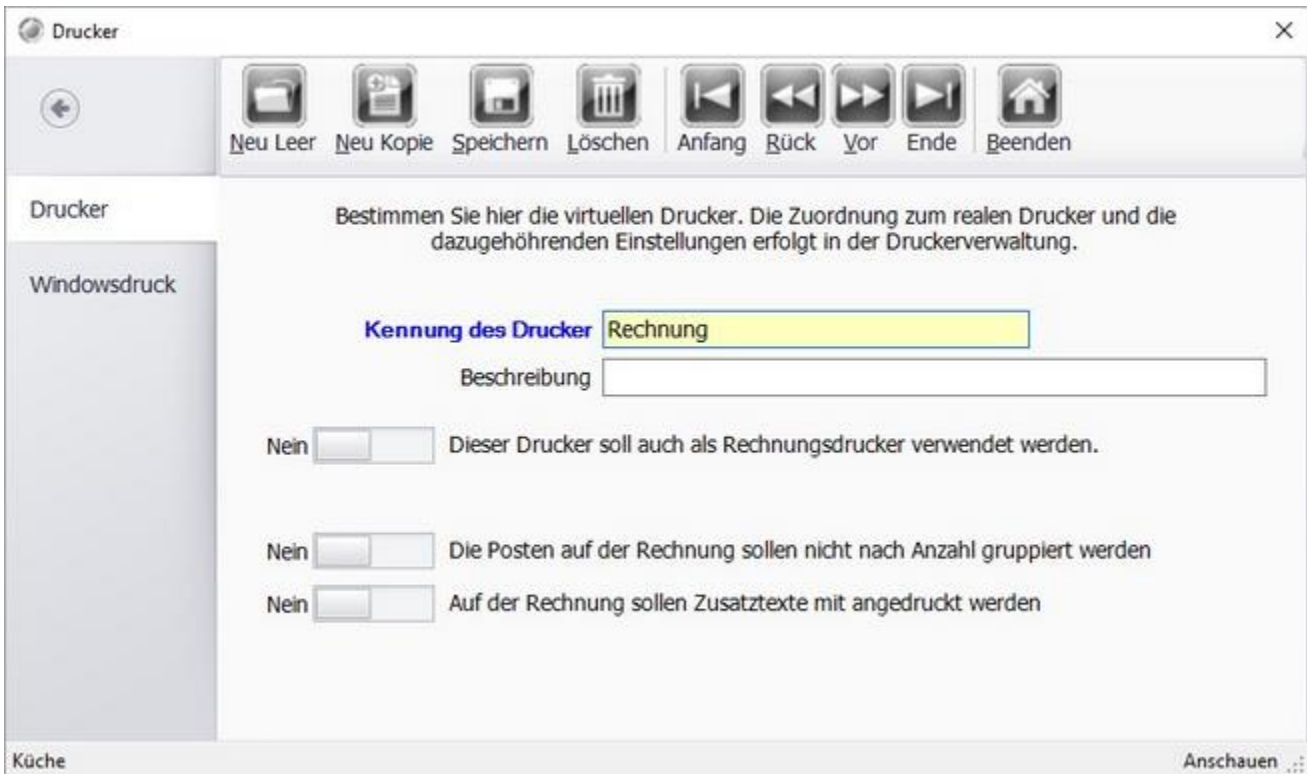 Drucker
Neu Leer Neu Kopie Speichern Löschen Anfang Rück Vor Ende Beenden
Drucker
Windowsdruck
Bestimmen Sie hier die virtuellen Drucker. Die Zuordnung zum realen Drucker und die
dazugehöhrenden Einstellungen erfolgt in der Druckerverwaltung.
Kennung des Drucker Rechnung
Beschreibung
Nein Dieser Drucker soll auch als Rechnungsdrucker verwendet werden.
Nein Die Posten auf der Rechnung sollen nicht nach Anzahl gruppiert werden
Nein Auf der Rechnung sollen Zusatztexte mit angedruckt werden
Küche Anschauen